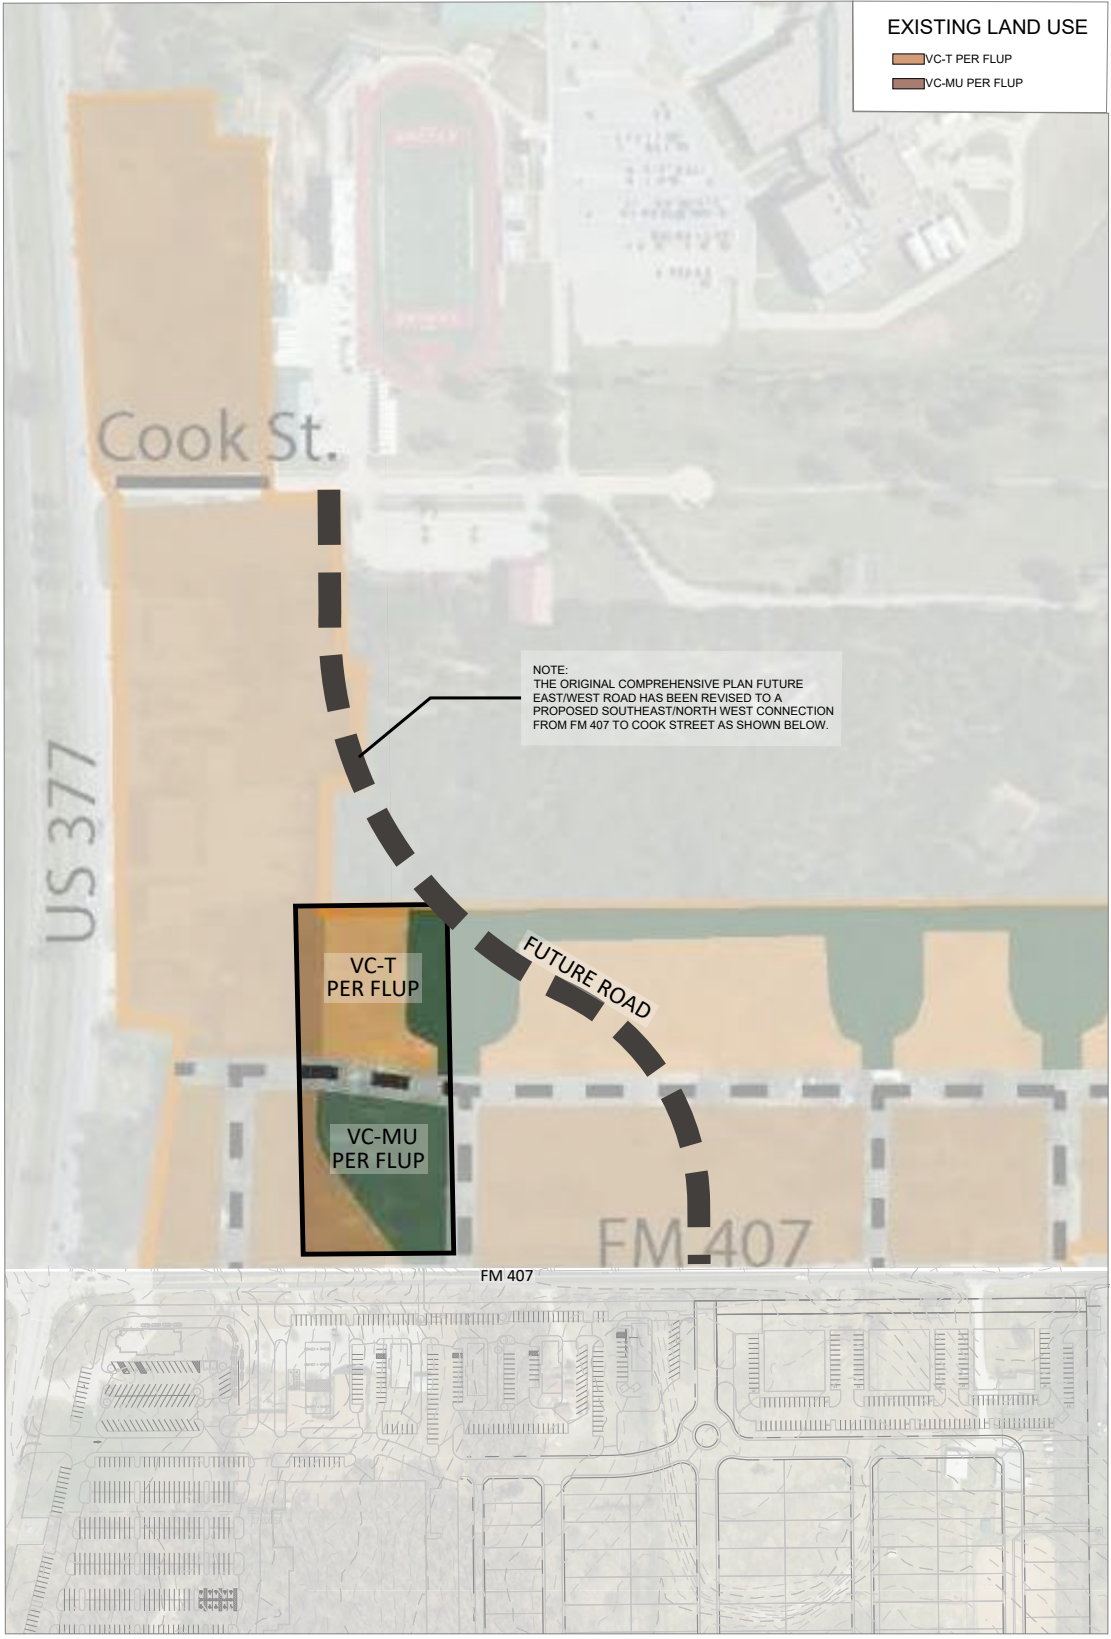 EXISTING LAND USE
VC-T PER FLUP
VC-MU PER FLUP
Cook St.
NOTE:
THE ORIGINAL COMPREHENSIVE PLAN FUTURE
EAST/WEST ROAD HAS BEEN REVISED TO A
PROPOSED SOUTHEAST/NORTH WEST CONNECTION
FROM FM 407 TO COOK STREET AS SHOWN BELOW.
US 377
FUTURE ROAD
VC-T
PER FLUP
VC-MU
PER FLUP
FM 407
FM 407